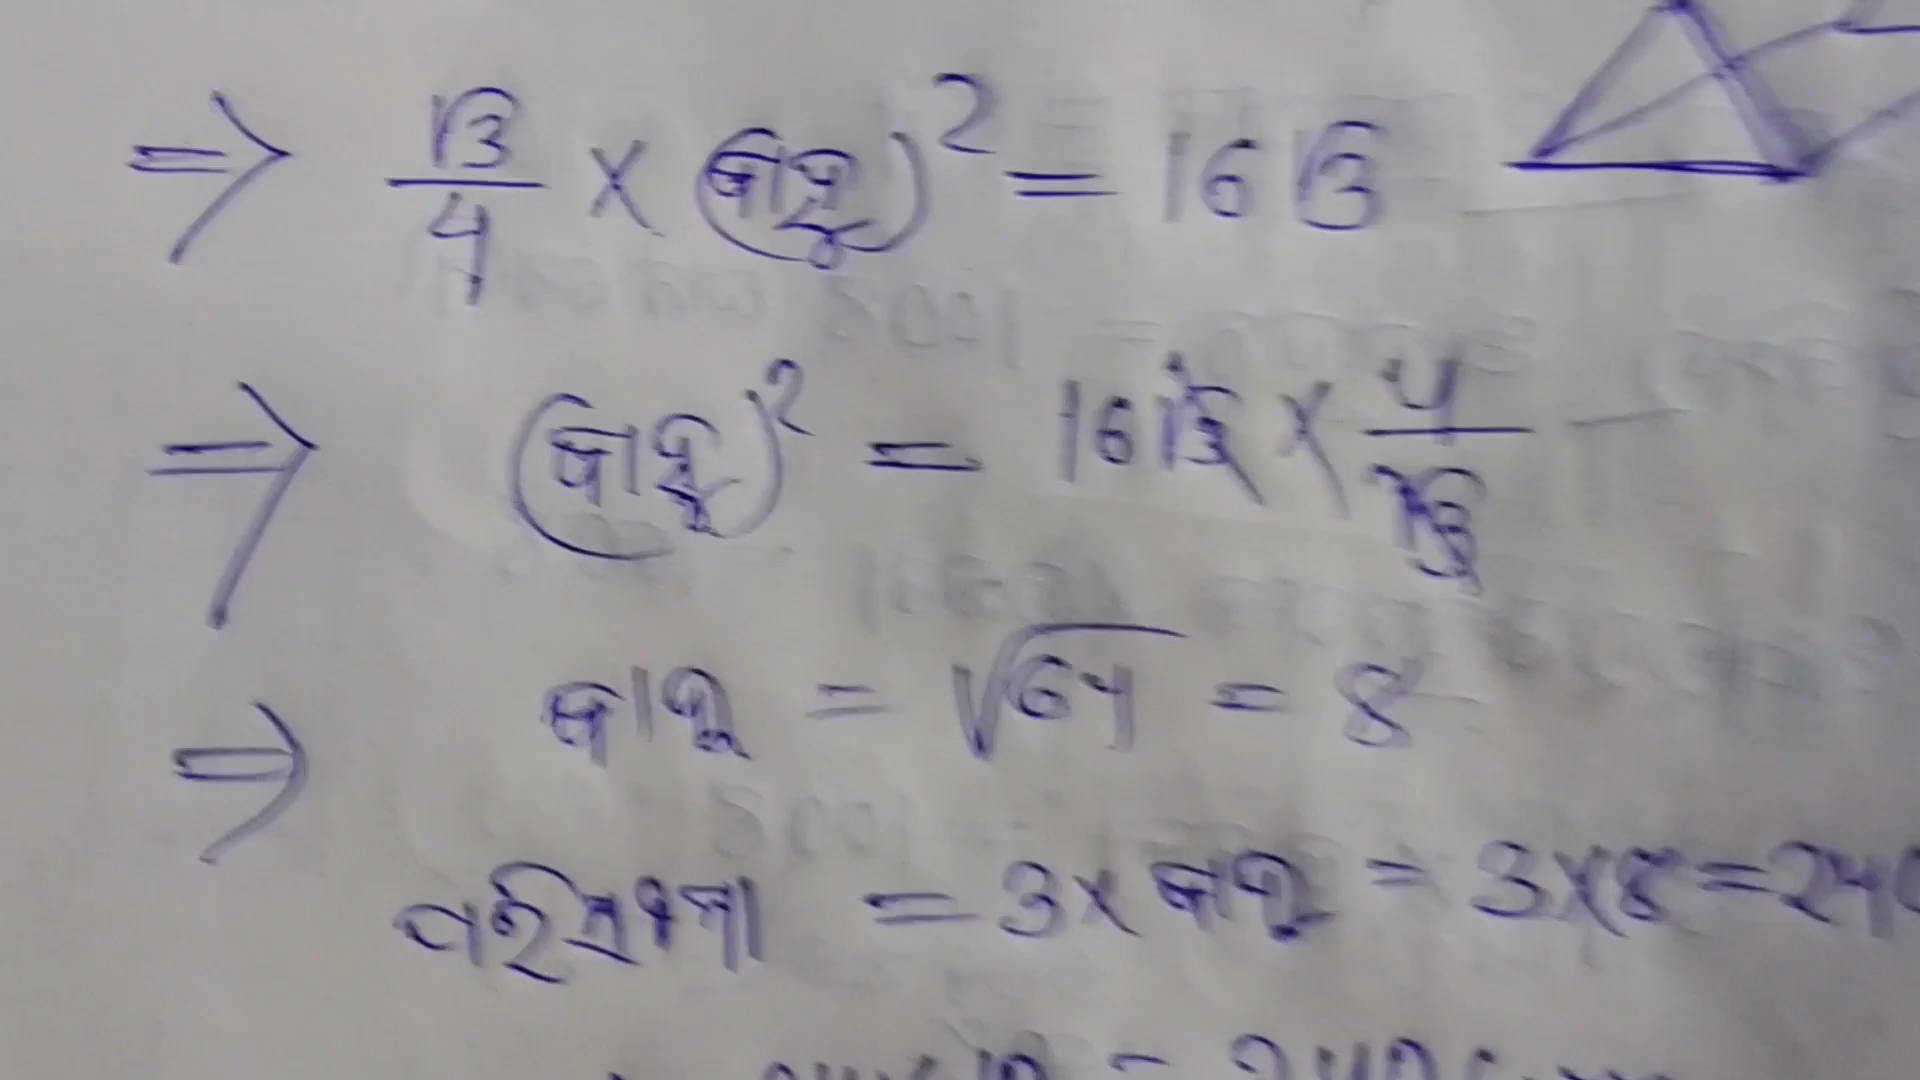 ⇒ √3/4 × (ବାହୁ)² = 16√3
⇒ (ବାହୁ)² = 16√3 × 4/√3
⇒ ବାହୁ = √64 = 8
ପରିସୀମା = 3 × ବାହୁ = 3×8 = 24